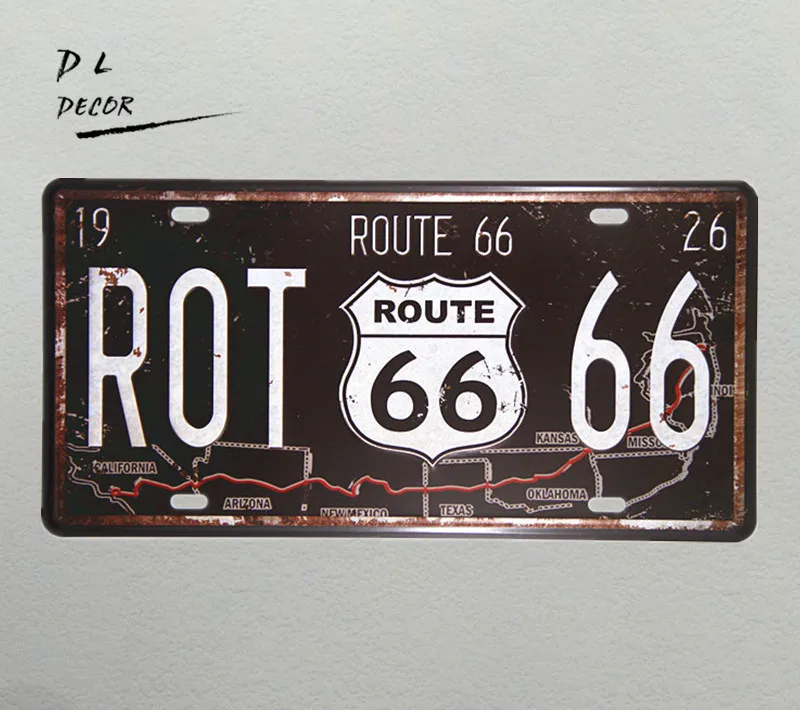 D L
DECOR
19 ROUTE 66 26
ROT ROUTE 66 66
CALIFORNIA ARIZONA NEW MEXICO TEXAS OKLAHOMA KANSAS